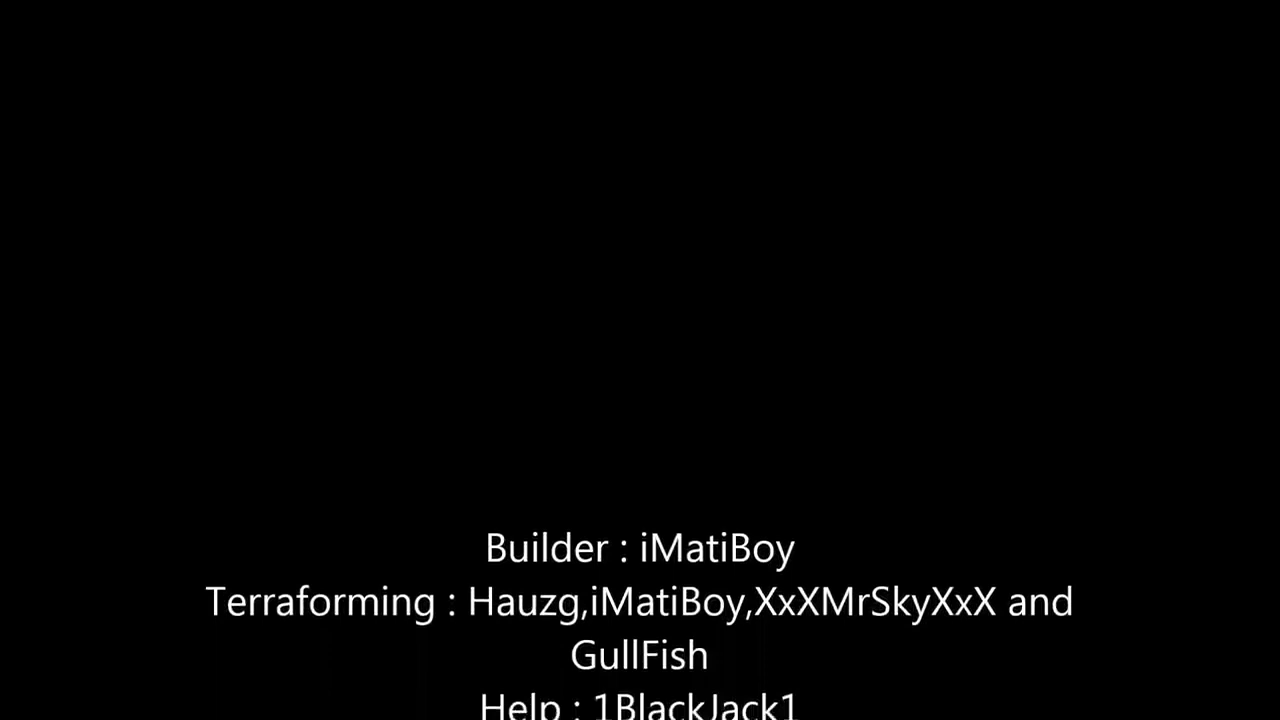 Builder : iMatiBoy
Terraforming : Hauzg,iMatiBoy,XxXMrSkyXxX and
GullFish
Help : 1BlackJack1